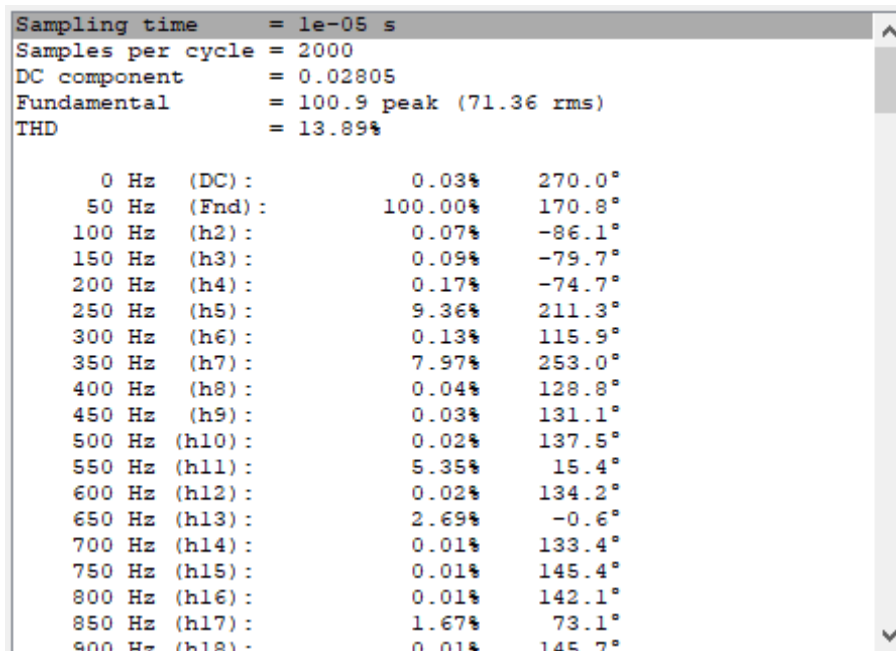 Sampling time = 1e-05 s
Samples per cycle = 2000
DC component = 0.02805
Fundamental = 100.9 peak (71.36 rms)
THD = 13.89%
0 Hz (DC): 0.03% 270.0°
50 Hz (Fnd): 100.00% 170.8°
100 Hz (h2): 0.07% -86.1°
150 Hz (h3): 0.09% -79.7°
200 Hz (h4): 0.17% -74.7°
250 Hz (h5): 9.36% 211.3°
300 Hz (h6): 0.13% 115.9°
350 Hz (h7): 7.97% 253.0°
400 Hz (h8): 0.04% 128.8°
450 Hz (h9): 0.03% 131.1°
500 Hz (h10): 0.02% 137.5°
550 Hz (h11): 5.35% 15.4°
600 Hz (h12): 0.02% 134.2°
650 Hz (h13): 2.69% -0.6°
700 Hz (h14): 0.01% 133.4°
750 Hz (h15): 0.01% 145.4°
800 Hz (h16): 0.01% 142.1°
850 Hz (h17): 1.67% 73.1°
900 Hz (h18): 0.01% 145.7°